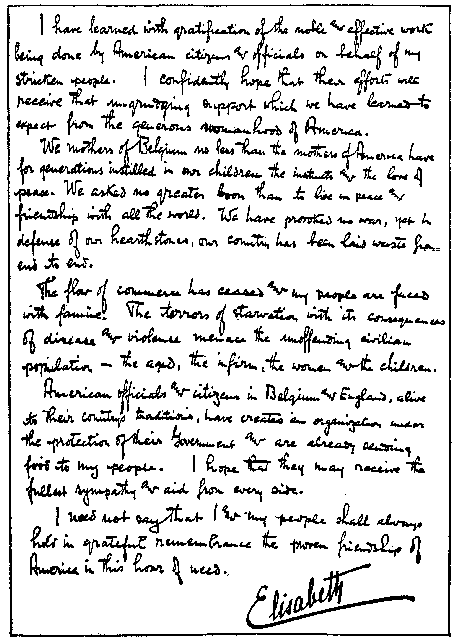 I have learned with gratification of the noble & effective work
being done by American citizens & officials on behalf of my
stricken people. I confidently hope that their efforts will
receive that ungrudging support which we have learned to
expect from the generous womanhood of America.
We mothers of Belgium no less than the mothers of America have
for generations instilled in our children the instincts & the love of
peace. We asked no greater boon than to live in peace &
friendship with all the world. We have provoked no war, yet in
defense of our hearthstones, our country has been laid waste from
end to end.
The flow of commerce has ceased & my people are faced
with famine. The terrors of starvation with its consequences
of disease & violence menace the unoffending civilian
population – the aged, the infirm, the women & the children.
American officials & citizens in Belgium & England, alive
to their country's traditions, have created an organization under
the protection of their Government & are already sending
food to my people. I hope that they may receive the
fullest sympathy & aid from every side.
I need not say that I & my people shall always
hold in grateful remembrance the proven friendship of
America in this hour of need.
Elisabeth